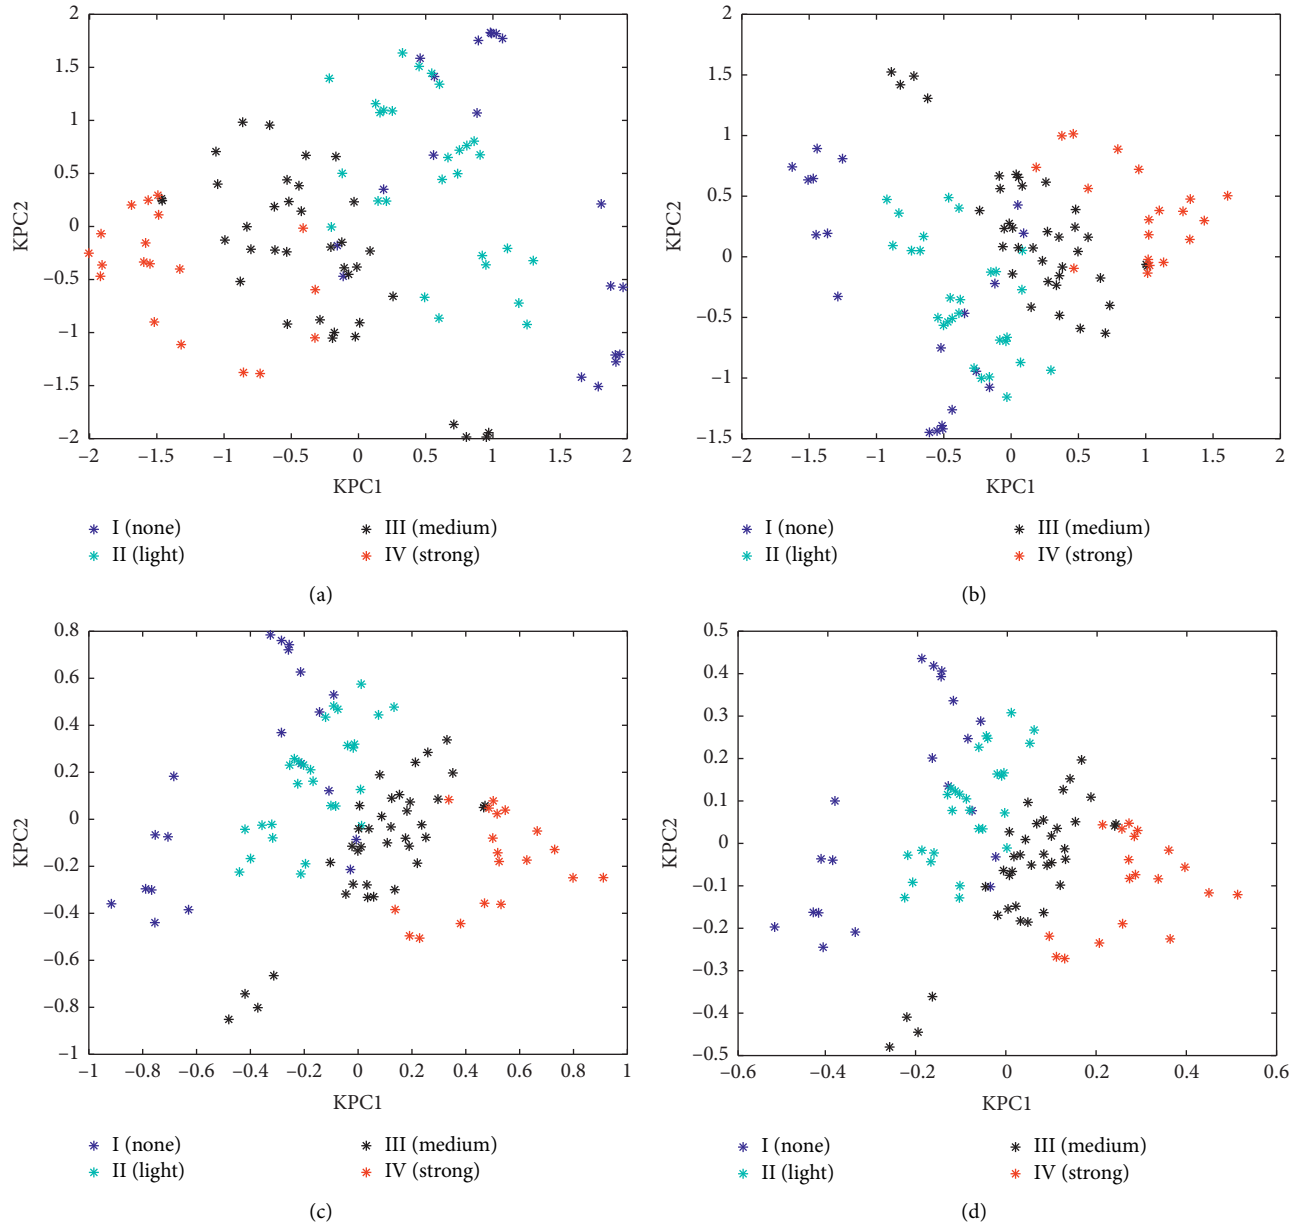 2
1.5
1
0.5
0
−0.5
−1
−1.5
−2
KPC2
−2 −1.5 −1 −0.5 0 0.5 1 1.5 2
KPC1
I (none)
II (light)
III (medium)
IV (strong)
(a)
2
1.5
1
0.5
0
−0.5
−1
−1.5
KPC2
−2 −1.5 −1 −0.5 0 0.5 1 1.5 2
KPC1
I (none)
II (light)
III (medium)
IV (strong)
(b)
0.8
0.6
0.4
0.2
0
−0.2
−0.4
−0.6
−0.8
−1
KPC2
−1 −0.8 −0.6 −0.4 −0.2 0 0.2 0.4 0.6 0.8 1
KPC1
I (none)
II (light)
III (medium)
IV (strong)
(c)
0.5
0.4
0.3
0.2
0.1
0
−0.1
−0.2
−0.3
−0.4
−0.5
KPC2
−0.6 −0.4 −0.2 0 0.2 0.4 0.6
KPC1
I (none)
II (light)
III (medium)
IV (strong)
(d)